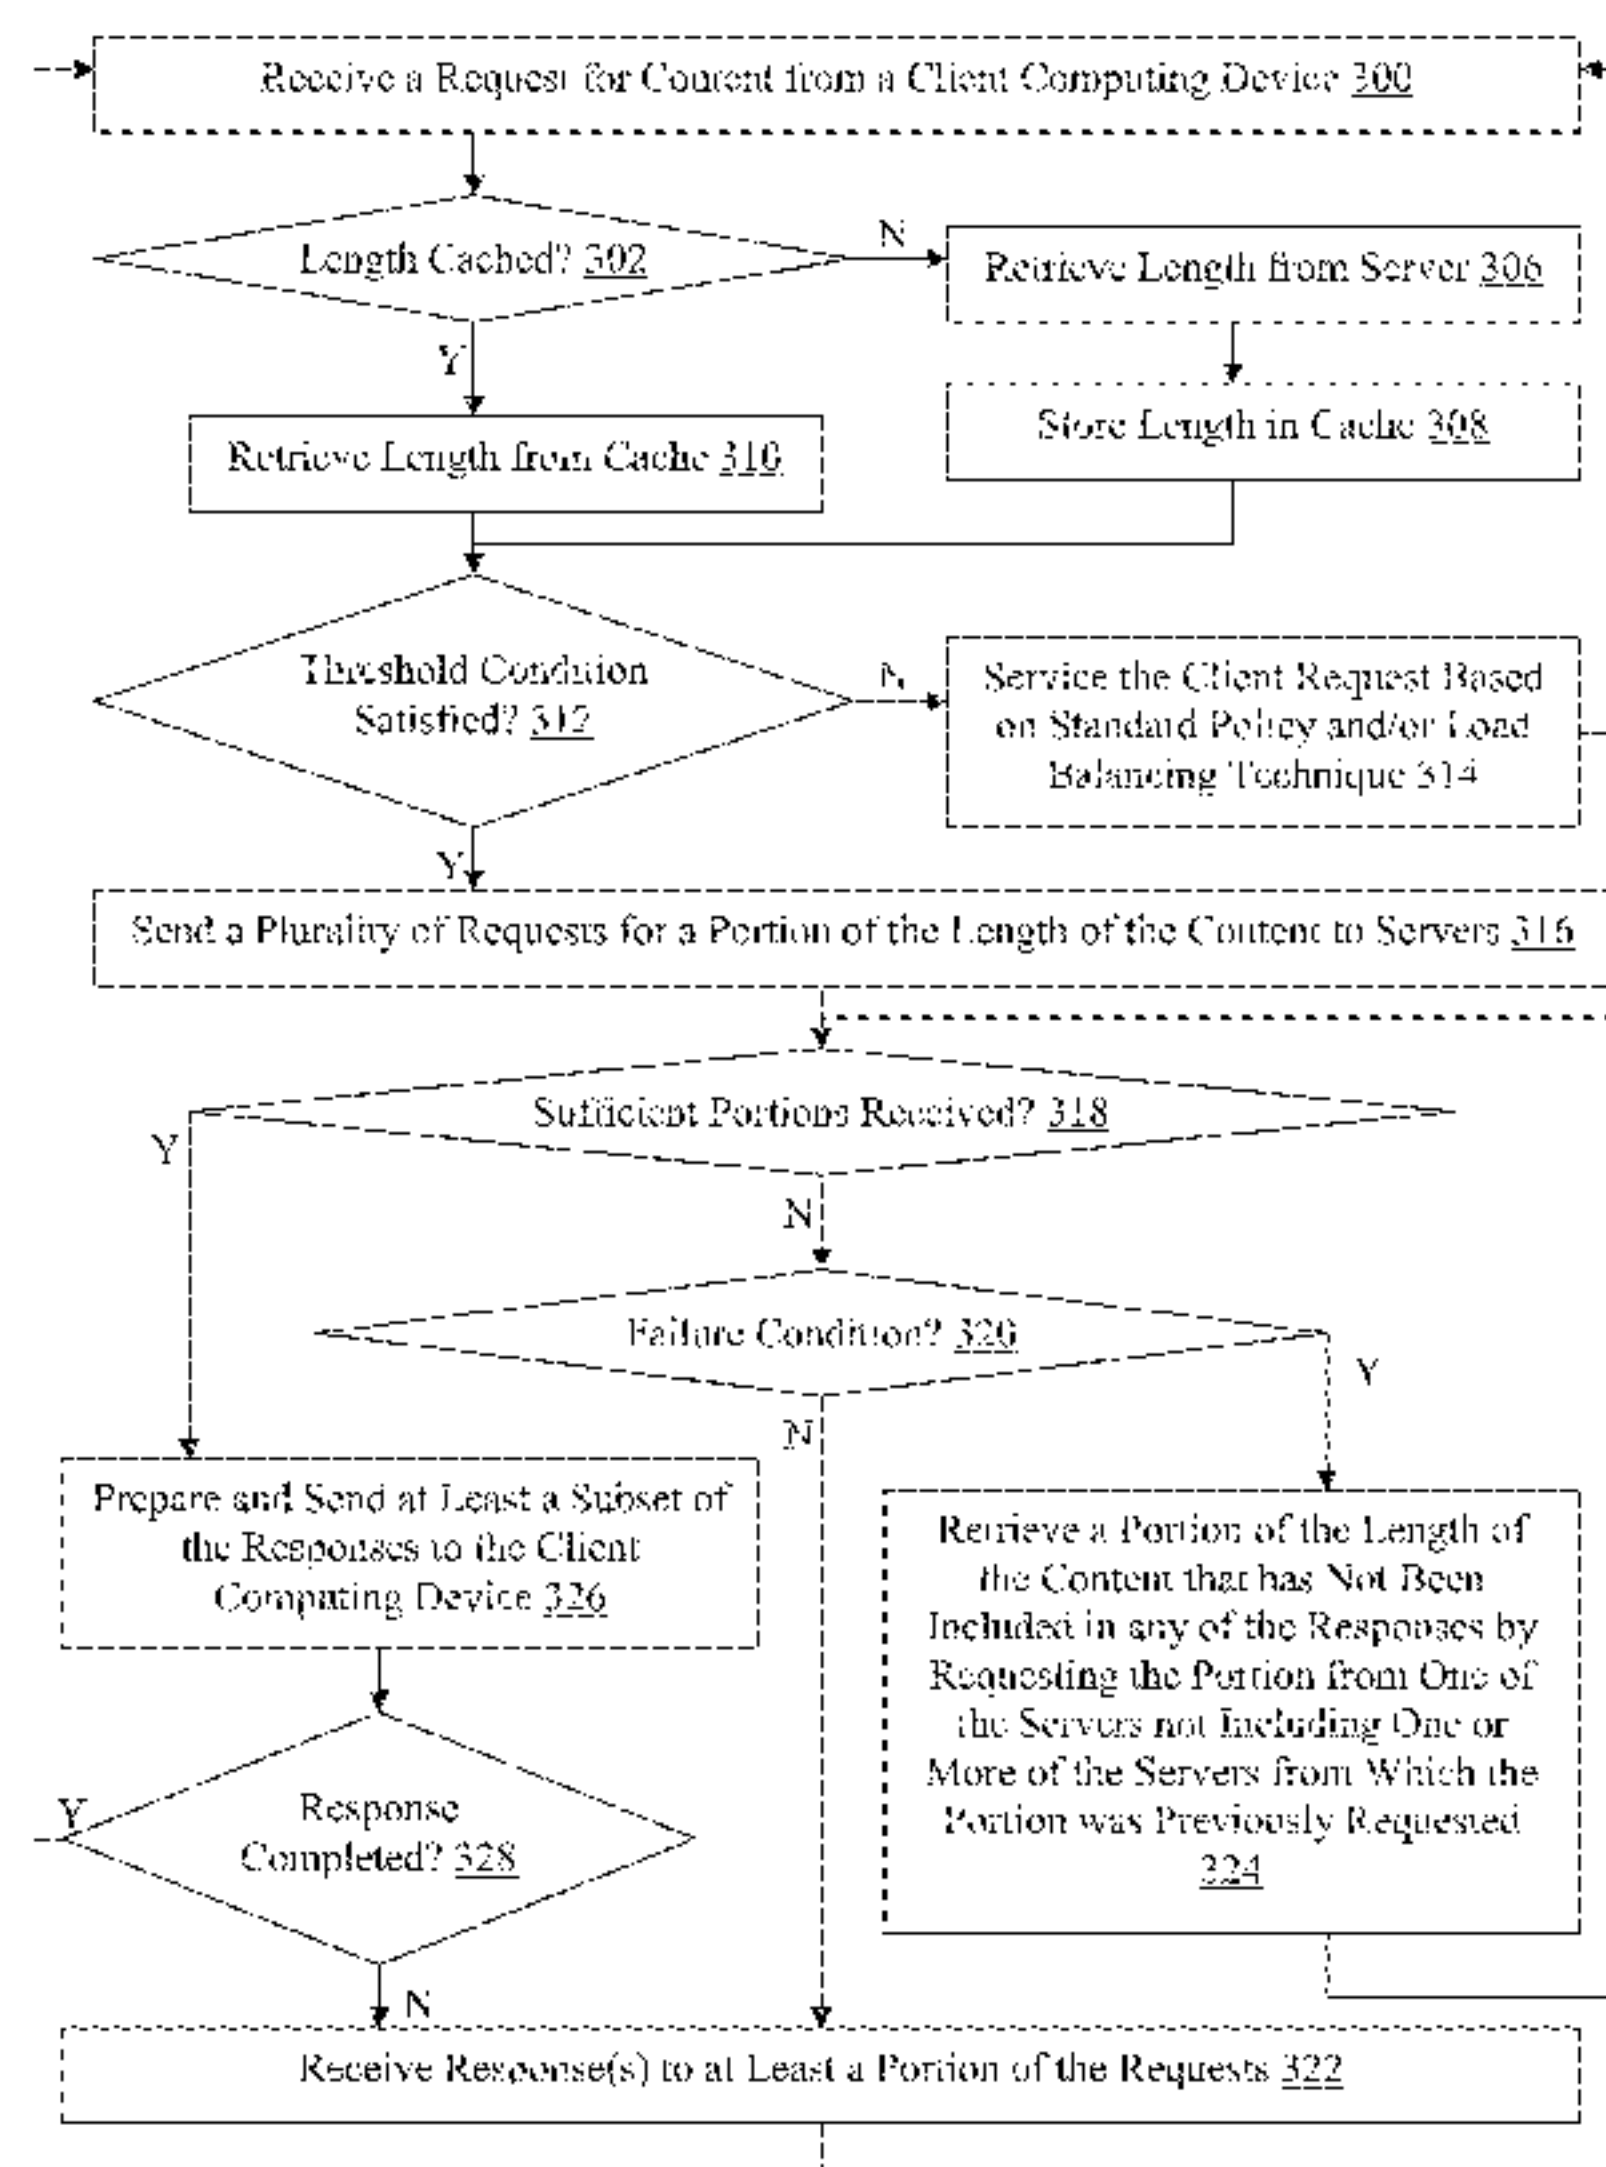 Receive a Request for Content from a Client Computing Device 300
Length Cached? 302
N
Retrieve Length from Server 306
Y
Store Length in Cache 308
Retrieve Length from Cache 310
Threshold Condition
Satisfied? 312
N
Service the Client Request Based
on Standard Policy and/or Load
Balancing Technique 314
Y
Send a Plurality of Requests for a Portion of the Length of the Content to Servers 316
Sufficient Portions Received? 318
Y
N
Failure Condition? 320
Y
N
Prepare and Send at Least a Subset of
the Responses to the Client
Computing Device 326
Retrieve a Portion of the Length of
the Content that has Not Been
Included in any of the Responses by
Requesting the Portion from One of
the Servers not Including One or
More of the Servers from Which the
Portion was Previously Requested
324
Y
Response
Completed? 328
N
Receive Response(s) to at Least a Portion of the Requests 322